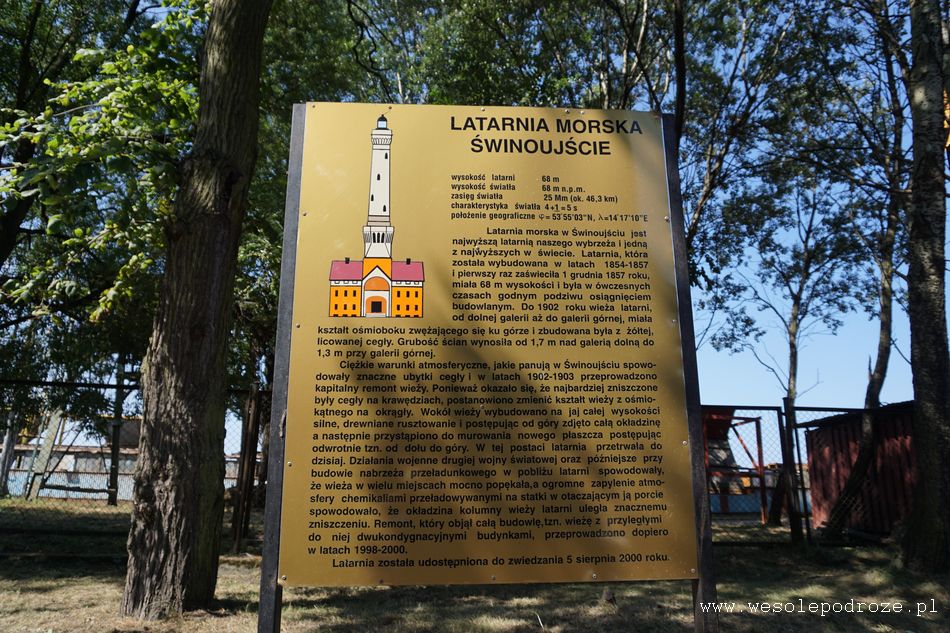 LATARNIA MORSKA
ŚWINOUJŚCIE
wysokość latarni 68 m
wysokość światła 68 m n.p.m.
zasięg światła 25 Mm (ok. 46,3 km)
charakterystyka światła 4+1=5 s
położenie geograficzne φ= 53°55'03"N, λ=14°17'10"E
Latarnia morska w Świnoujściu jest
najwyższą latarnią naszego wybrzeża i jedną
z najwyższych w świecie. Latarnia, która
została wybudowana w latach 1854-1857
i pierwszy raz zaświeciła 1 grudnia 1857 roku,
miała 68 m wysokości i była w ówczesnych
czasach godnym podziwu osiągnięciem
budowlanym. Do 1902 roku wieża latarni,
od dolnej galerii aż do galerii górnej, miała
kształt ośmioboku zwężającego się ku górze i zbudowana była z żółtej,
licowanej cegły. Grubość ścian wynosiła od 1,7 m nad galerią dolną do
1,3 m przy galerii górnej.
Ciężkie warunki atmosferyczne, jakie panują w Świnoujściu spowo-
dowały znaczne ubytki cegły i w latach 1902-1903 przeprowadzono
kapitalny remont wieży. Ponieważ okazało się, że najbardziej zniszczone
były cegły na krawędziach, postanowiono zmienić kształt wieży z ośmio-
kątnego na okrągły. Wokół wieży wybudowano na jaj całej wysokości
silne, drewniane rusztowanie i postępując od góry zdjęto całą okładzinę
a następnie przystąpiono do murowania nowego płaszcza postępując
odwrotnie tzn. od dołu do góry. W tej postaci latarnia przetrwała do
dzisiaj. Działania wojenne drugiej wojny światowej oraz późniejsze przy
budowie nabrzeża przeładunkowego w pobliżu latarni spowodowały,
że wieża w wielu miejscach mocno popękała,a ogromne zapylenie atmo-
sfery chemikaliami przeładowywanymi na statki w otaczającym ją porcie
spowodowało, że okładzina kolumny wieży latarni uległa znacznemu
zniszczeniu. Remont, który objął całą budowlę,tzn. wieżę z przyległymi
do niej dwukondygnacyjnymi budynkami, przeprowadzono dopiero
w latach 1998-2000.
Latarnia została udostępniona do zwiedzania 5 sierpnia 2000 roku.
www.wesolepodroze.pl